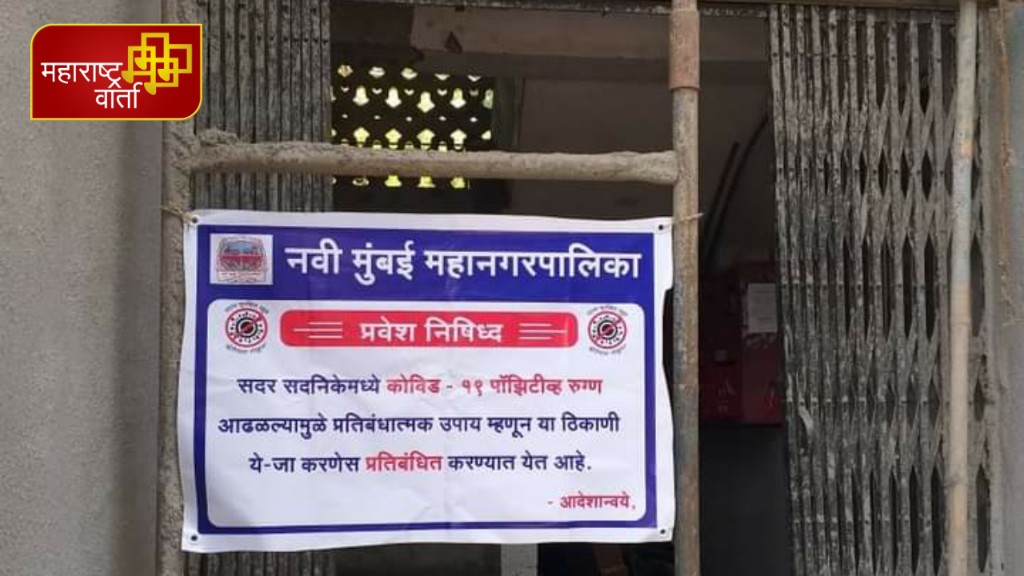 महाराष्ट्र
वार्ता
नवी मुंबई महानगरपालिका
प्रवेश निषिध्द
सदर सदनिकेमध्ये कोविड - १९ पॉझिटीव्ह रुग्ण
आढळल्यामुळे प्रतिबंधात्मक उपाय म्हणून या ठिकाणी
ये-जा करणेस प्रतिबंधित करण्यात येत आहे.
- आदेशान्वये,